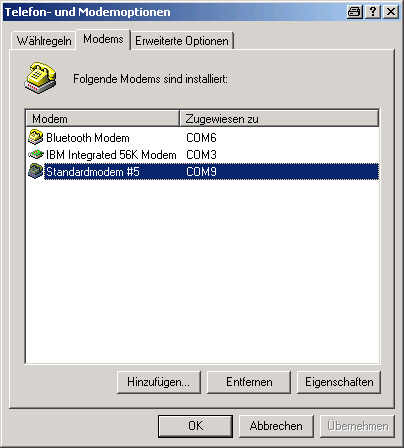 Telefon- und Modemoptionen
Wählregeln Modems Erweiterte Optionen
Folgende Modems sind installiert:
Modem Zugewiesen zu
Bluetooth Modem COM6
IBM Integrated 56K Modem COM3
Standardmodem #5 COM9
Hinzufügen... Entfernen Eigenschaften
OK Abbrechen Übernehmen